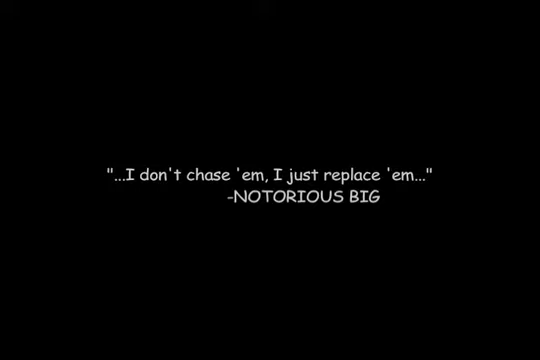 "...I don't chase 'em, I just replace 'em..."
-NOTORIOUS BIG